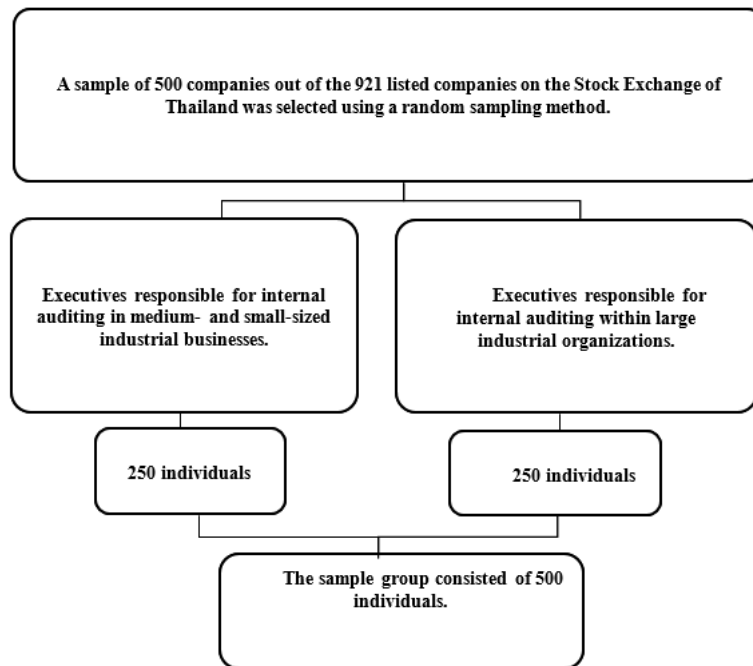 A sample of 500 companies out of the 921 listed companies on the Stock Exchange of
Thailand was selected using a random sampling method.
Executives responsible for internal
auditing in medium- and small-sized
industrial businesses.
Executives responsible for
internal auditing within large
industrial organizations.
250 individuals
250 individuals
The sample group consisted of 500
individuals.